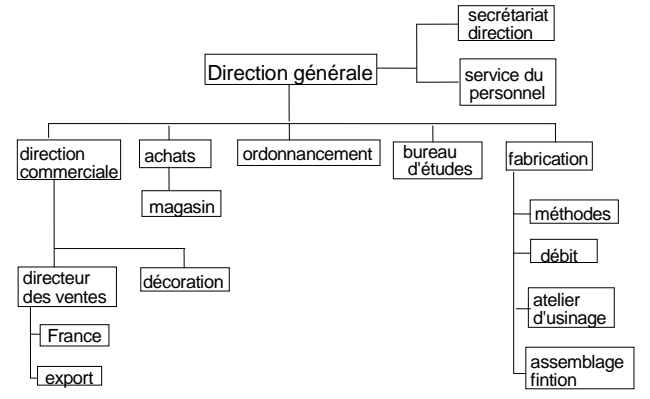 secrétariat
direction
Direction générale
service du
personnel
direction
commerciale
achats
ordonnancement
bureau
d'études
fabrication
magasin
méthodes
débit
directeur
des ventes
décoration
atelier
d'usinage
France
export
assemblage
fintion